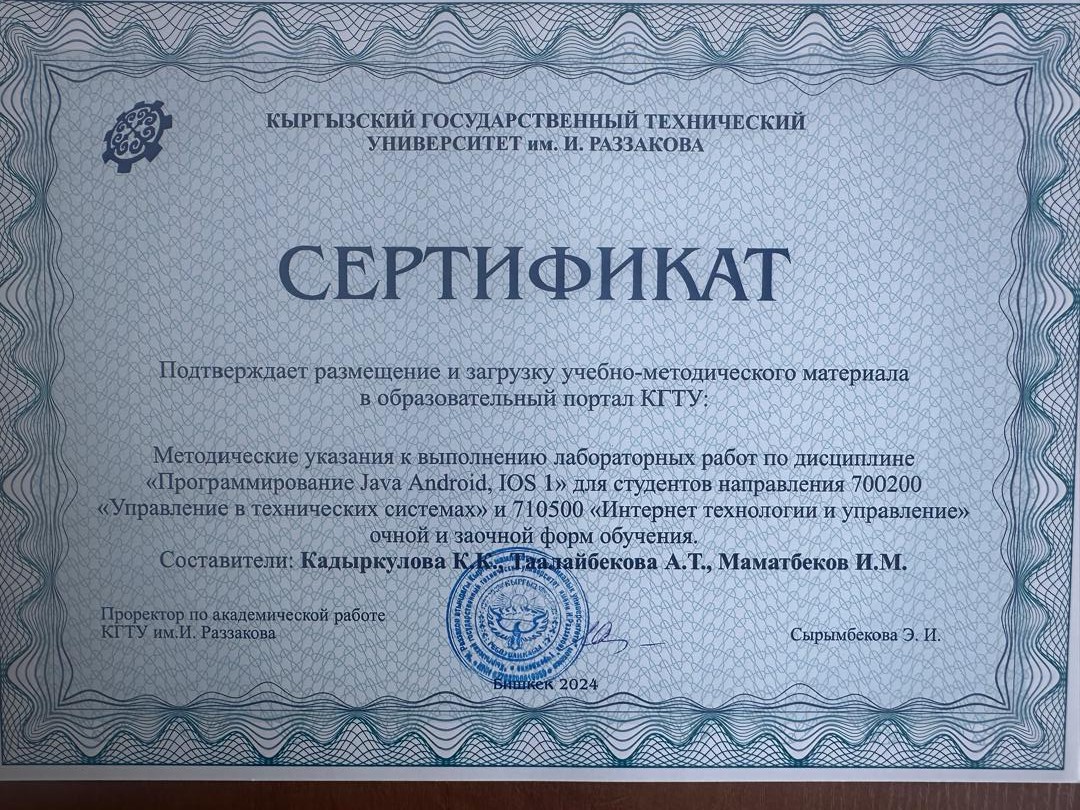 КЫРГЫЗСКИЙ ГОСУДАРСТВЕННЫЙ ТЕХНИЧЕСКИЙ
УНИВЕРСИТЕТ им. И. РАЗЗАКОВА
СЕРТИФИКАТ
Подтверждает размещение и загрузку учебно-методического материала
в образовательный портал КГТУ:
Методические указания к выполнению лабораторных работ по дисциплине
«Программирование Java Android, IOS 1» для студентов направления 700200
«Управление в технических системах» и 710500 «Интернет технологии и управление»
очной и заочной форм обучения.
Составители: Кадыркулова К.К., Таалайбекова А.Т., Маматбеков И.М.
Проректор по академической работе
КГТУ им.И. Раззакова
Сырымбекова Э. И.
Бишкек 2024